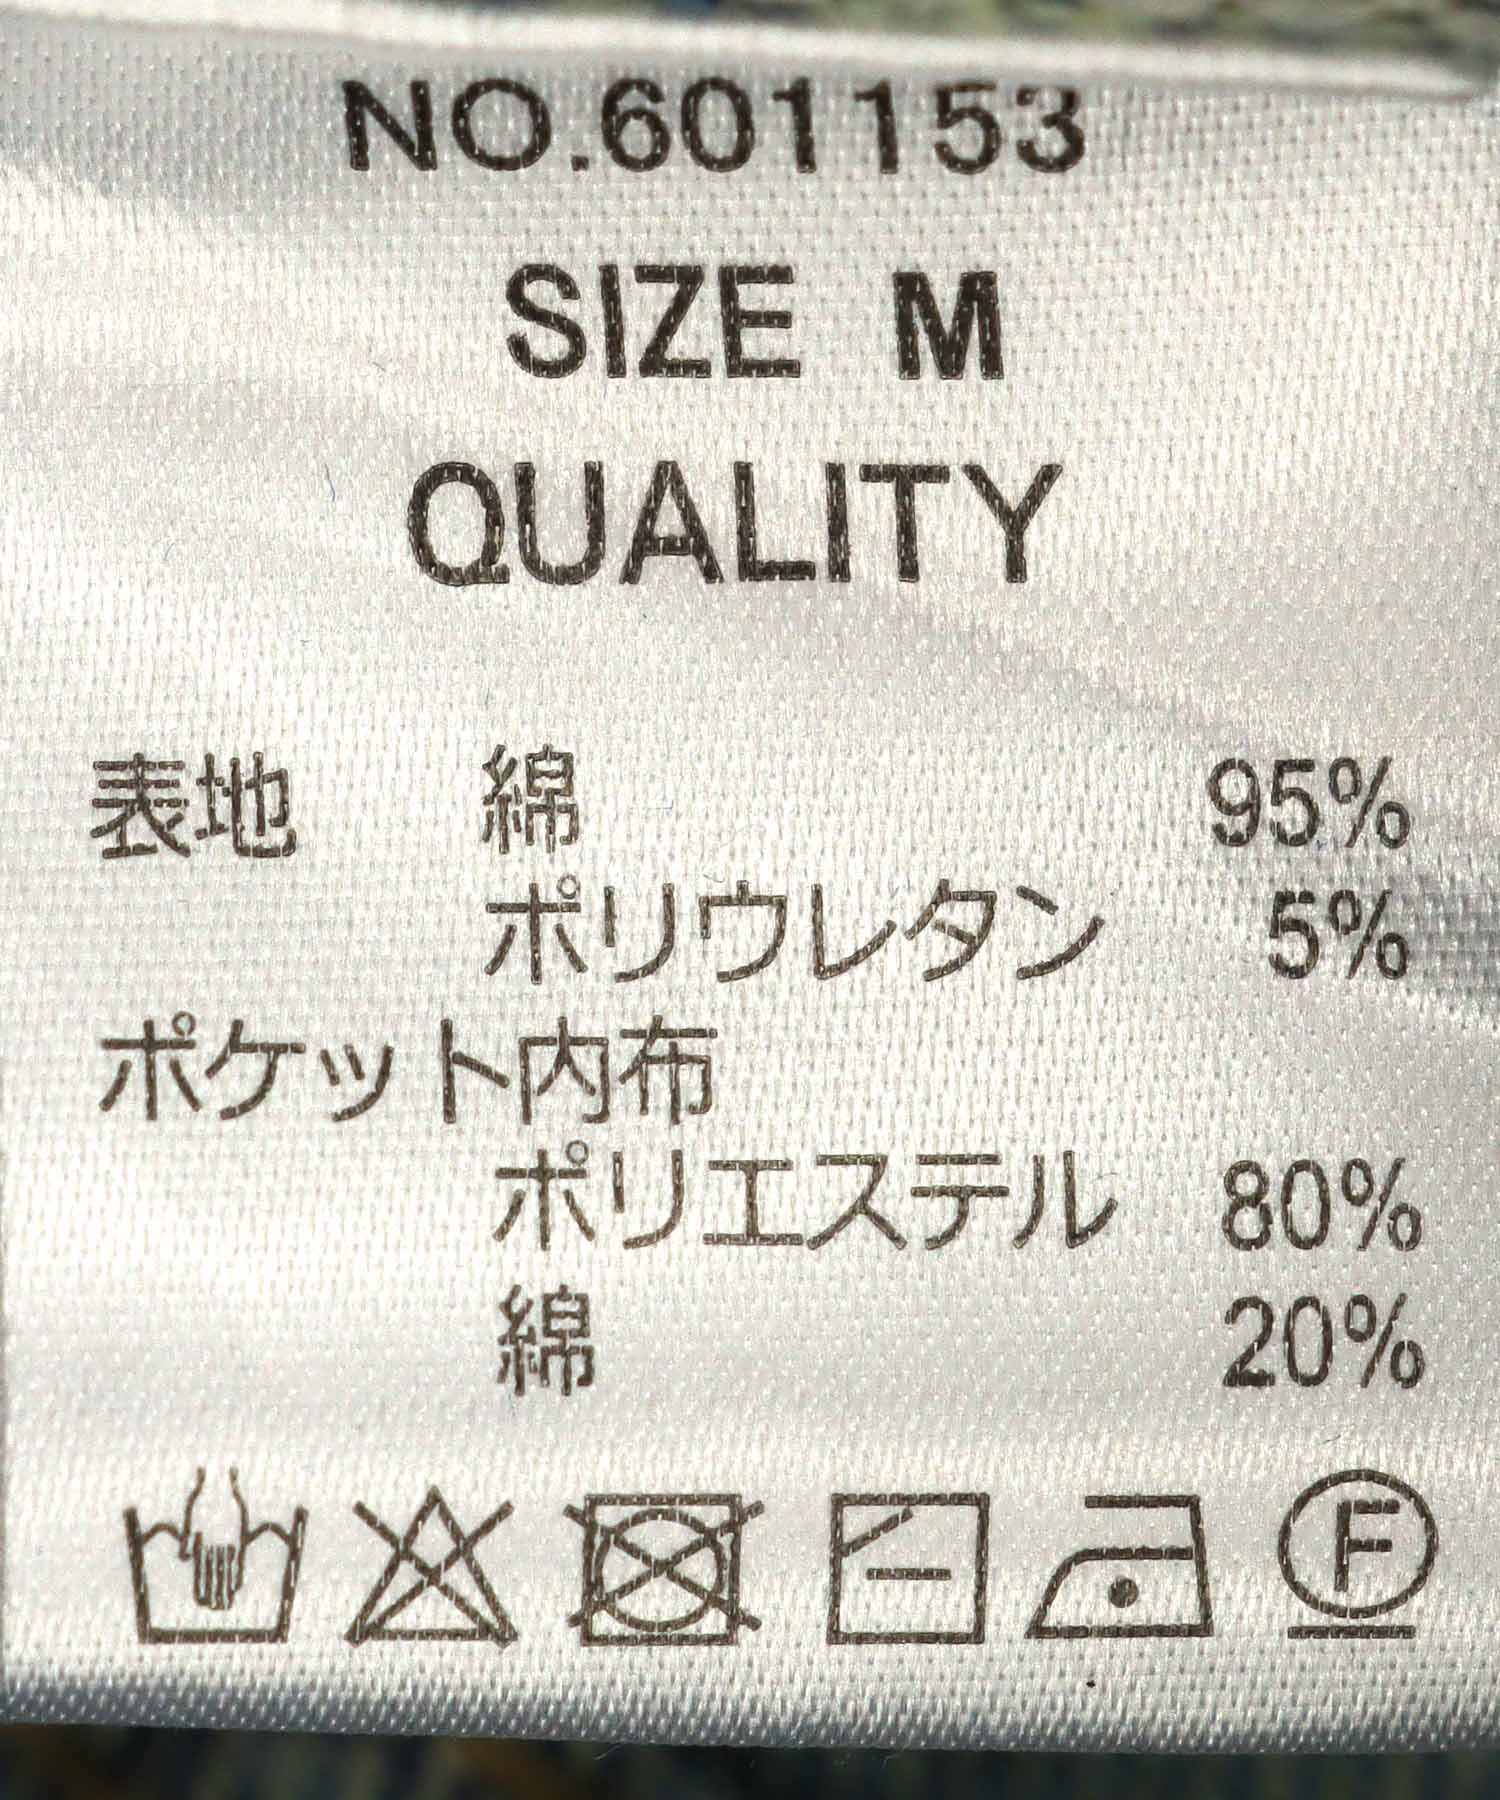 NO.601153
SIZE M
QUALITY
表地 綿 95%
ポリウレタン 5%
ポケット内布
ポリエステル 80%
綿 20%
F